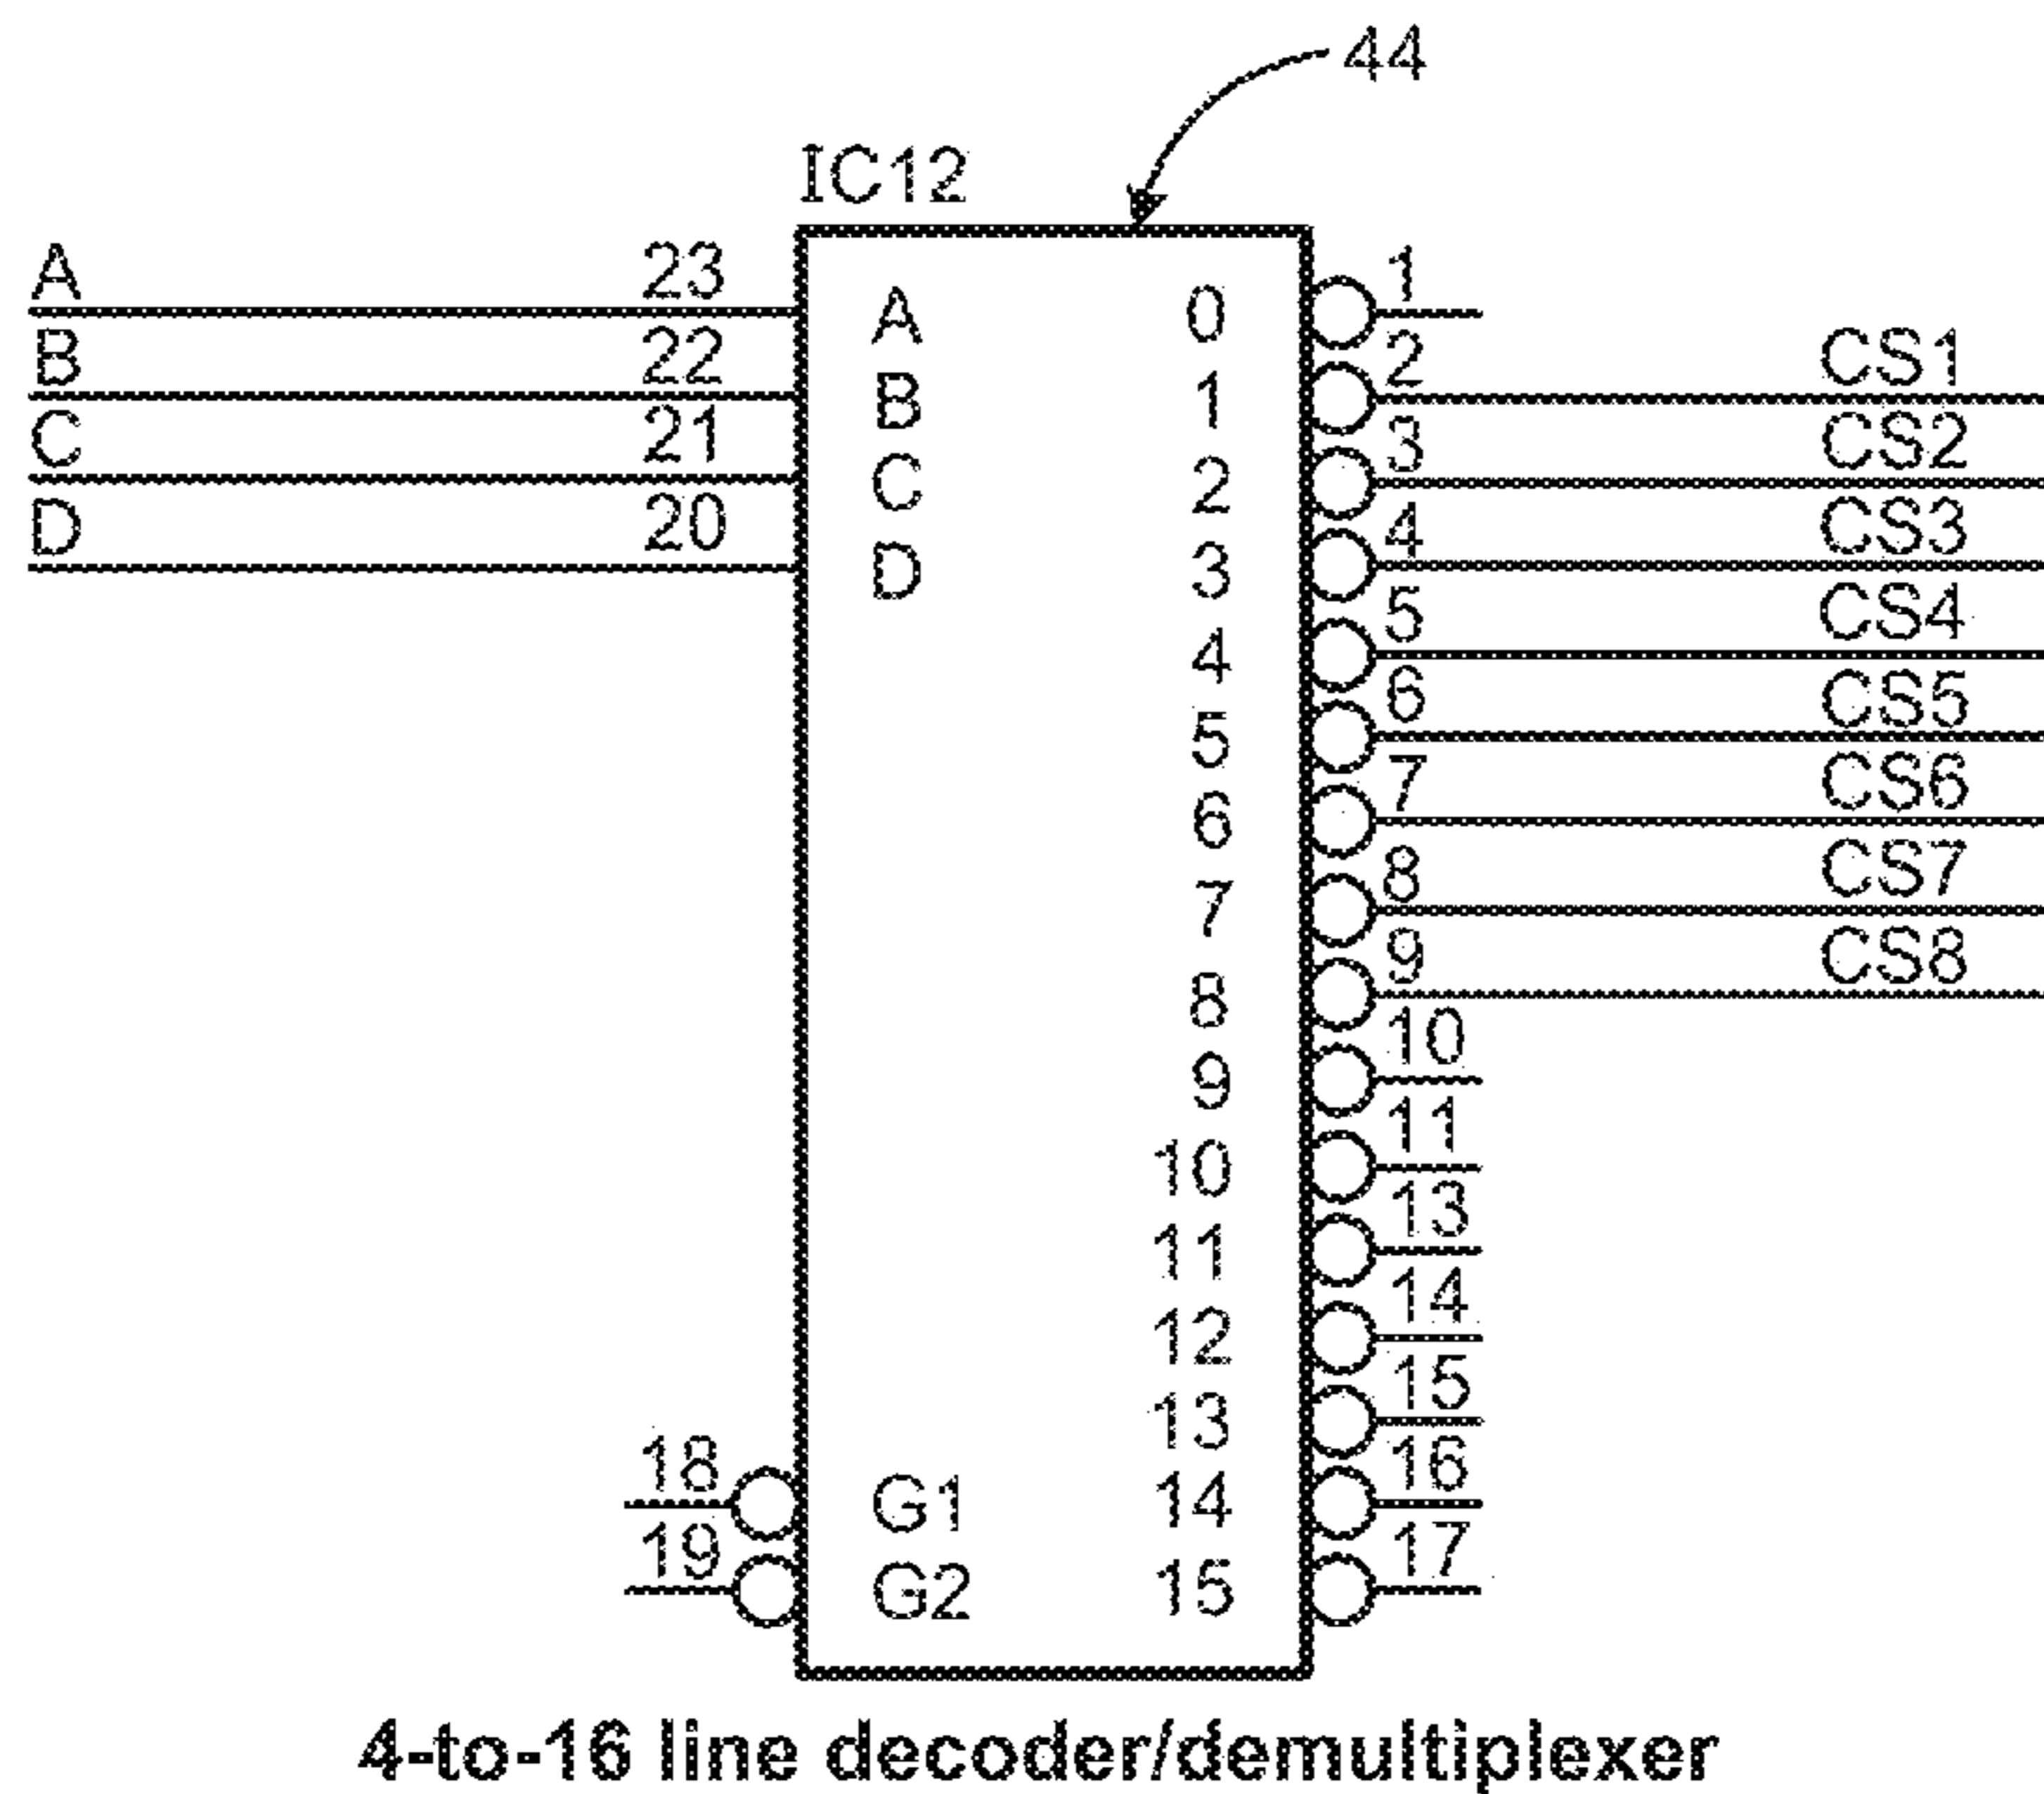 44
IC12
A 23 A 0 1
B 22 B 1 2 CS1
C 21 C 2 3 CS2
D 20 D 3 4 CS3
4 5 CS4
5 6 CS5
6 7 CS6
7 8 CS7
8 9 CS8
9 10
10 11
11 13
12 14
13 15
18 G1 14 16
19 G2 15 17
4-to-16 line decoder/demultiplexer